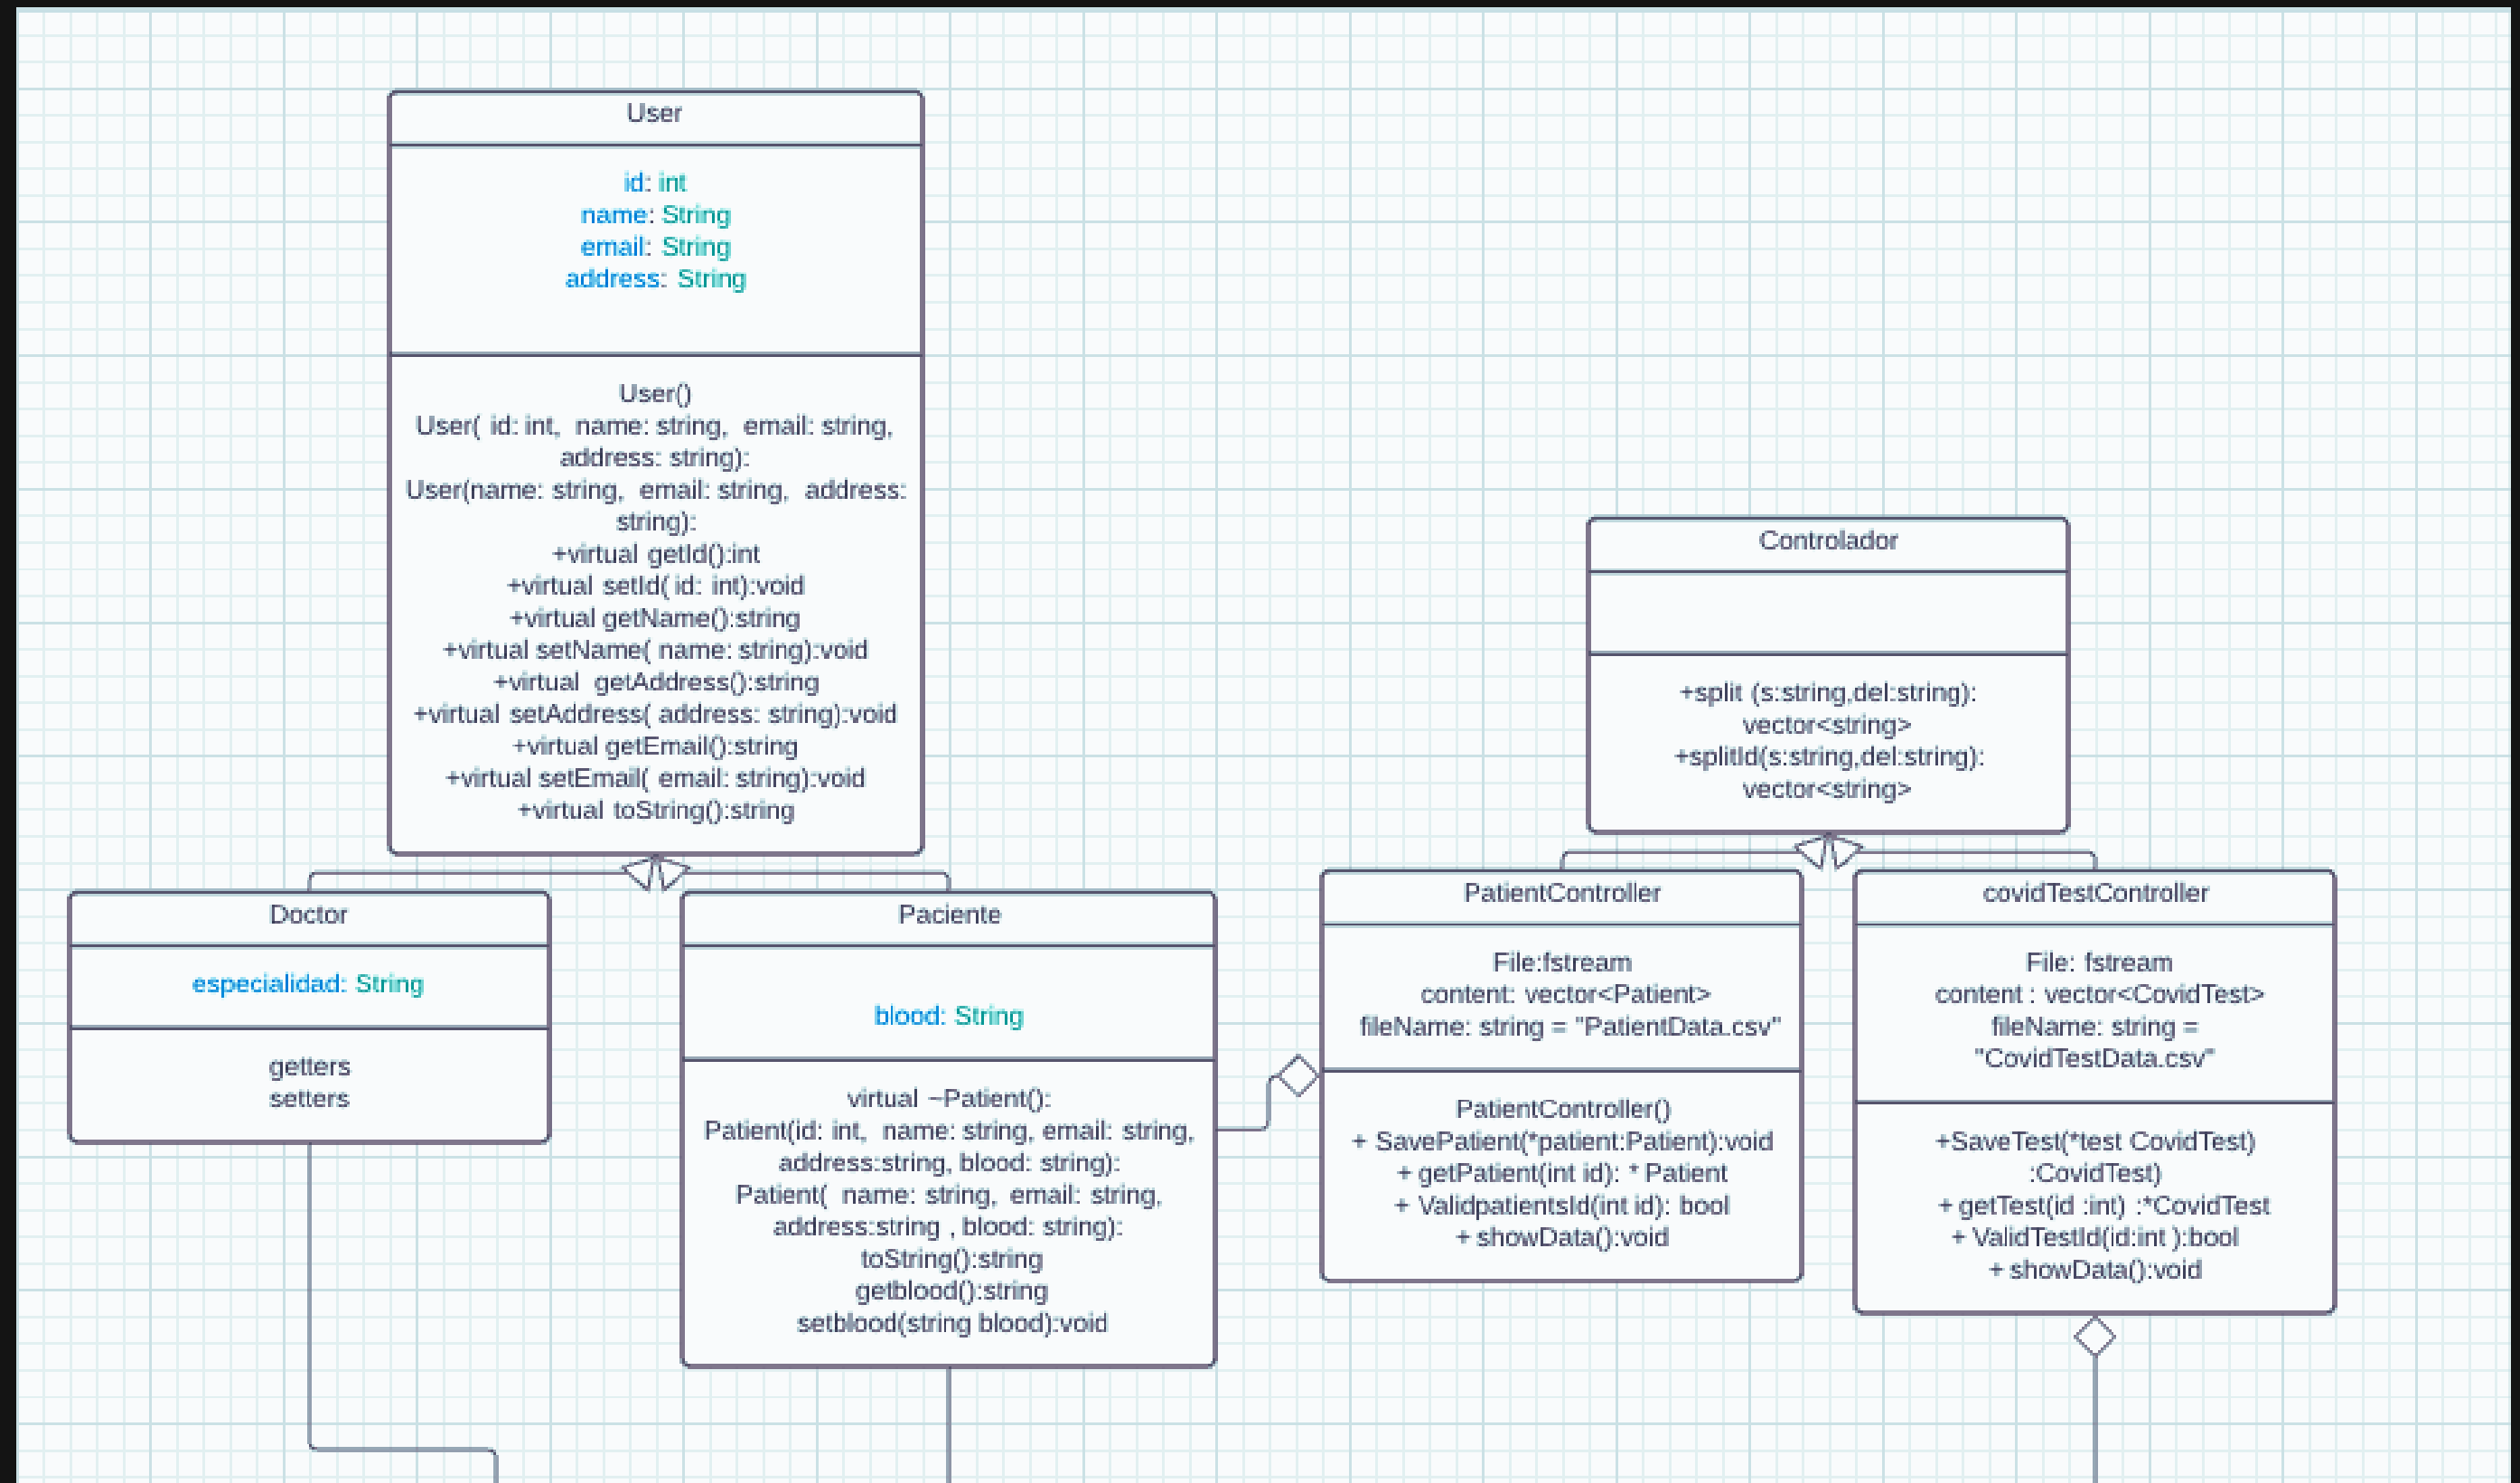 User
id: int
name: String
email: String
address: String
User()
User( id: int, name: string, email: string,
address: string):
User(name: string, email: string, address:
string):
+virtual getId():int
+virtual setId( id: int):void
+virtual getName():string
+virtual setName( name: string):void
+virtual getAddress():string
+virtual setAddress( address: string):void
+virtual getEmail():string
+virtual setEmail( email: string):void
+virtual toString():string
Controlador
+split (s:string,del:string):
vector<string>
+splitId(s:string,del:string):
vector<string>
Doctor
especialidad: String
getters
setters
Paciente
blood: String
virtual ~Patient():
Patient(id: int, name: string, email: string,
address:string, blood: string):
Patient( name: string, email: string,
address:string , blood: string):
toString():string
getblood():string
setblood(string blood):void
PatientController
File:fstream
content: vector<Patient>
fileName: string = "PatientData.csv"
PatientController()
+ SavePatient(*patient:Patient):void
+ getPatient(int id): * Patient
+ ValidpatientsId(int id): bool
+ showData():void
covidTestController
File: fstream
content : vector<CovidTest>
fileName: string =
"CovidTestData.csv"
+SaveTest(*test CovidTest)
:CovidTest)
+ getTest(id :int) :*CovidTest
+ ValidTestId(id:int ):bool
+ showData():void